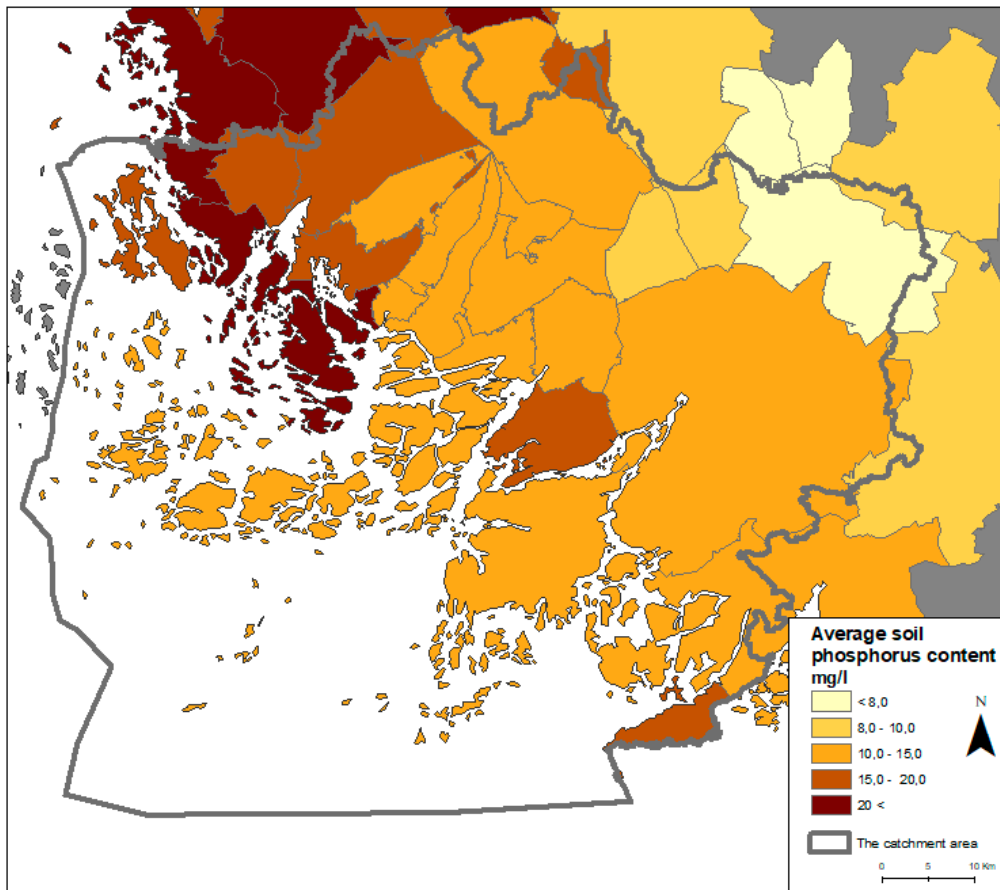 Average soil
phosphorus content
mg/l
< 8,0
8,0 - 10,0
10,0 - 15,0
15,0 - 20,0
20 <
The catchment area
N
0 5 10 Km